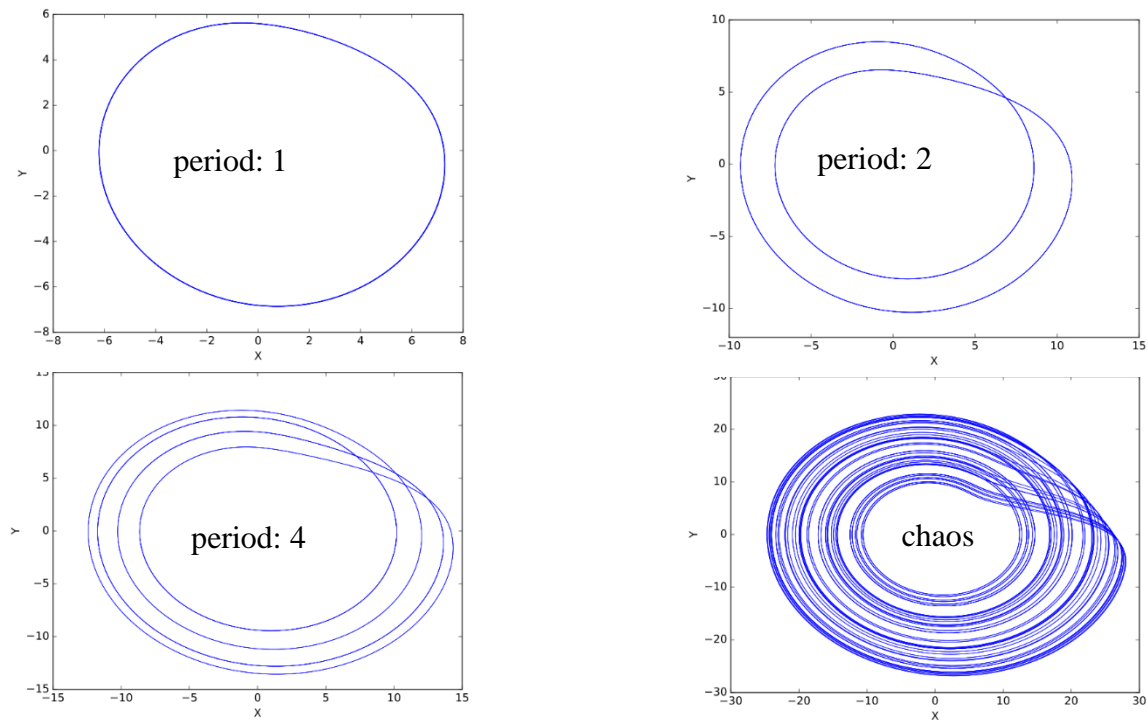 6
4
2
0
−2
−4
−6
−8
Y
period: 1
−8 −6 −4 −2 0 2 4 6 8
X
10
5
0
−5
−10
Y
period: 2
−10 −5 0 5 10 15
X
15
10
5
0
−5
−10
−15
Y
period: 4
−15 −10 −5 0 5 10 15
X
30
20
10
0
−10
−20
−30
Y
chaos
−30 −20 −10 0 10 20 30
X